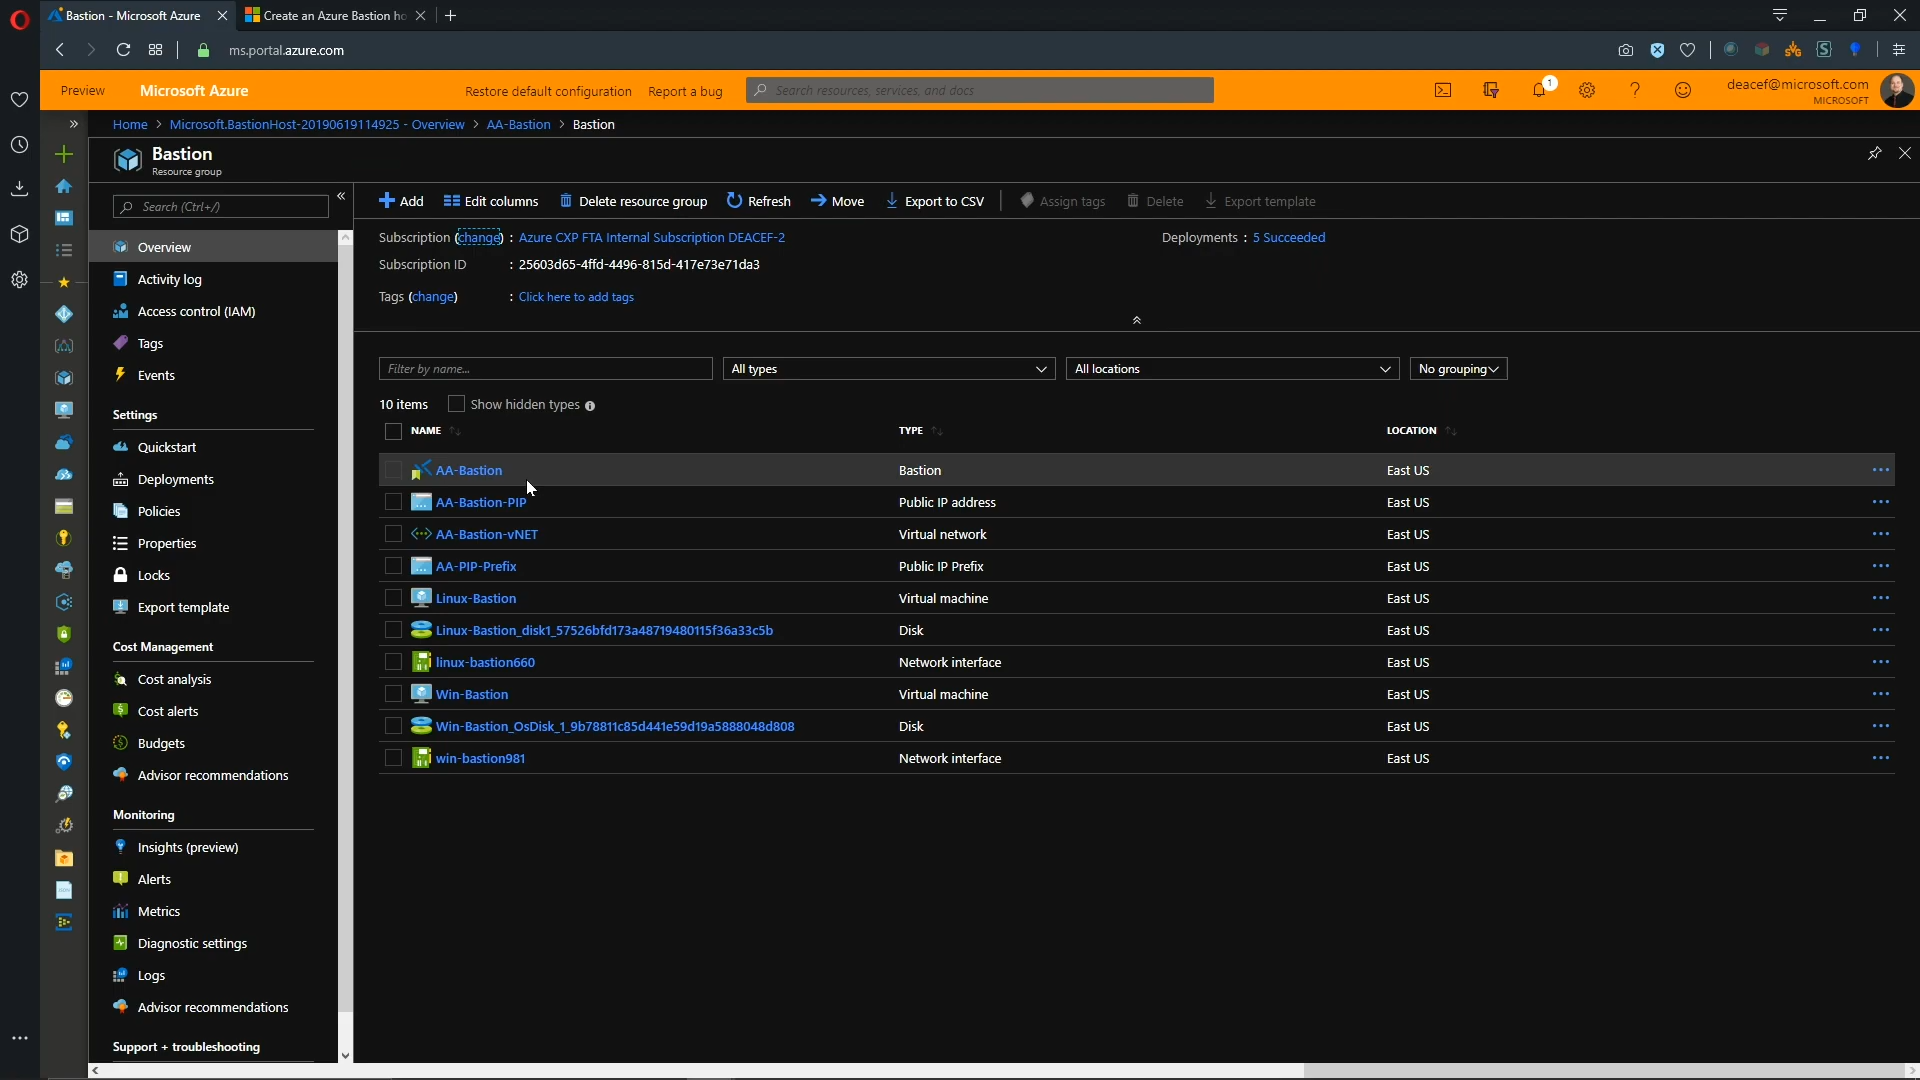 Bastion - Microsoft Azure
Create an Azure Bastion ho
ms.portal.azure.com
Preview
Microsoft Azure
Restore default configuration
Report a bug
Search resources, services, and docs
1
deacef@microsoft.com
MICROSOFT
Home > Microsoft.BastionHost-20190619114925 - Overview > AA-Bastion > Bastion
Bastion
Resource group
Search (Ctrl+/)
Add
Edit columns
Delete resource group
Refresh
Move
Export to CSV
Assign tags
Delete
Export template
Overview
Activity log
Access control (IAM)
Tags
Events
Settings
Quickstart
Deployments
Policies
Properties
Locks
Export template
Cost Management
Cost analysis
Cost alerts
Budgets
Advisor recommendations
Monitoring
Insights (preview)
Alerts
Metrics
Diagnostic settings
Logs
Advisor recommendations
Support + troubleshooting
Subscription (change) : Azure CXP FTA Internal Subscription DEACEF-2
Deployments : 5 Succeeded
Subscription ID : 25603d65-4ffd-4496-815d-417e73e71da3
Tags (change) : Click here to add tags
Filter by name...
All types
All locations
No grouping
10 items
Show hidden types
NAME TYPE LOCATION
AA-Bastion Bastion East US
AA-Bastion-PIP Public IP address East US
AA-Bastion-vNET Virtual network East US
AA-PIP-Prefix Public IP Prefix East US
Linux-Bastion Virtual machine East US
Linux-Bastion_disk1_57526bfd173a48719480115f36a33c5b Disk East US
linux-bastion660 Network interface East US
Win-Bastion Virtual machine East US
Win-Bastion_OsDisk_1_9b78811c85d441e59d19a5888048d808 Disk East US
win-bastion981 Network interface East US